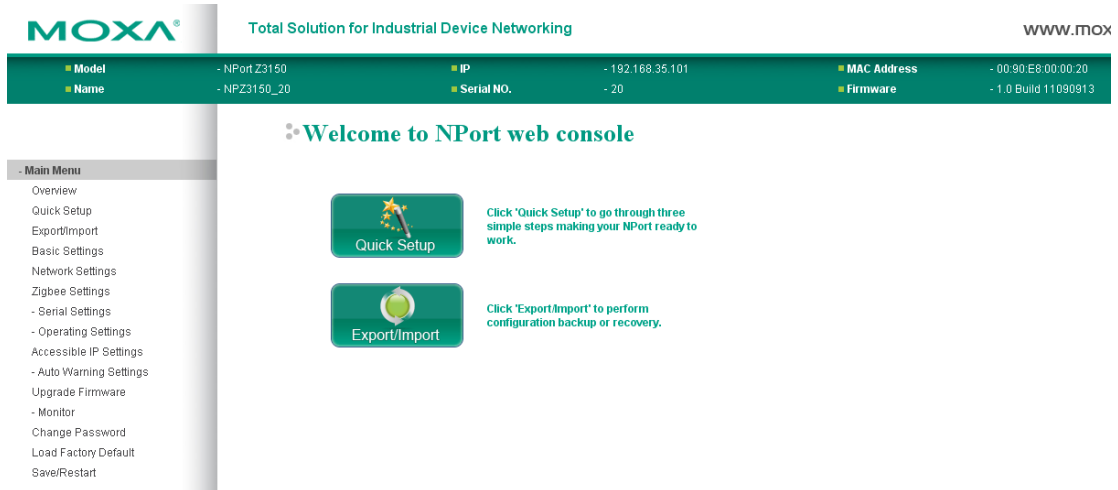 MOXA®
Total Solution for Industrial Device Networking
www.mox
Model - NPort Z3150 IP - 192.168.35.101 MAC Address - 00:90:E8:00:00:20
Name - NPZ3150_20 Serial NO. - 20 Firmware - 1.0 Build 11090913
Welcome to NPort web console
- Main Menu
Overview
Quick Setup
Export/Import
Basic Settings
Network Settings
Zigbee Settings
- Serial Settings
- Operating Settings
Accessible IP Settings
- Auto Warning Settings
Upgrade Firmware
- Monitor
Change Password
Load Factory Default
Save/Restart
Quick Setup
Click 'Quick Setup' to go through three
simple steps making your NPort ready to
work.
Export/Import
Click 'Export/Import' to perform
configuration backup or recovery.